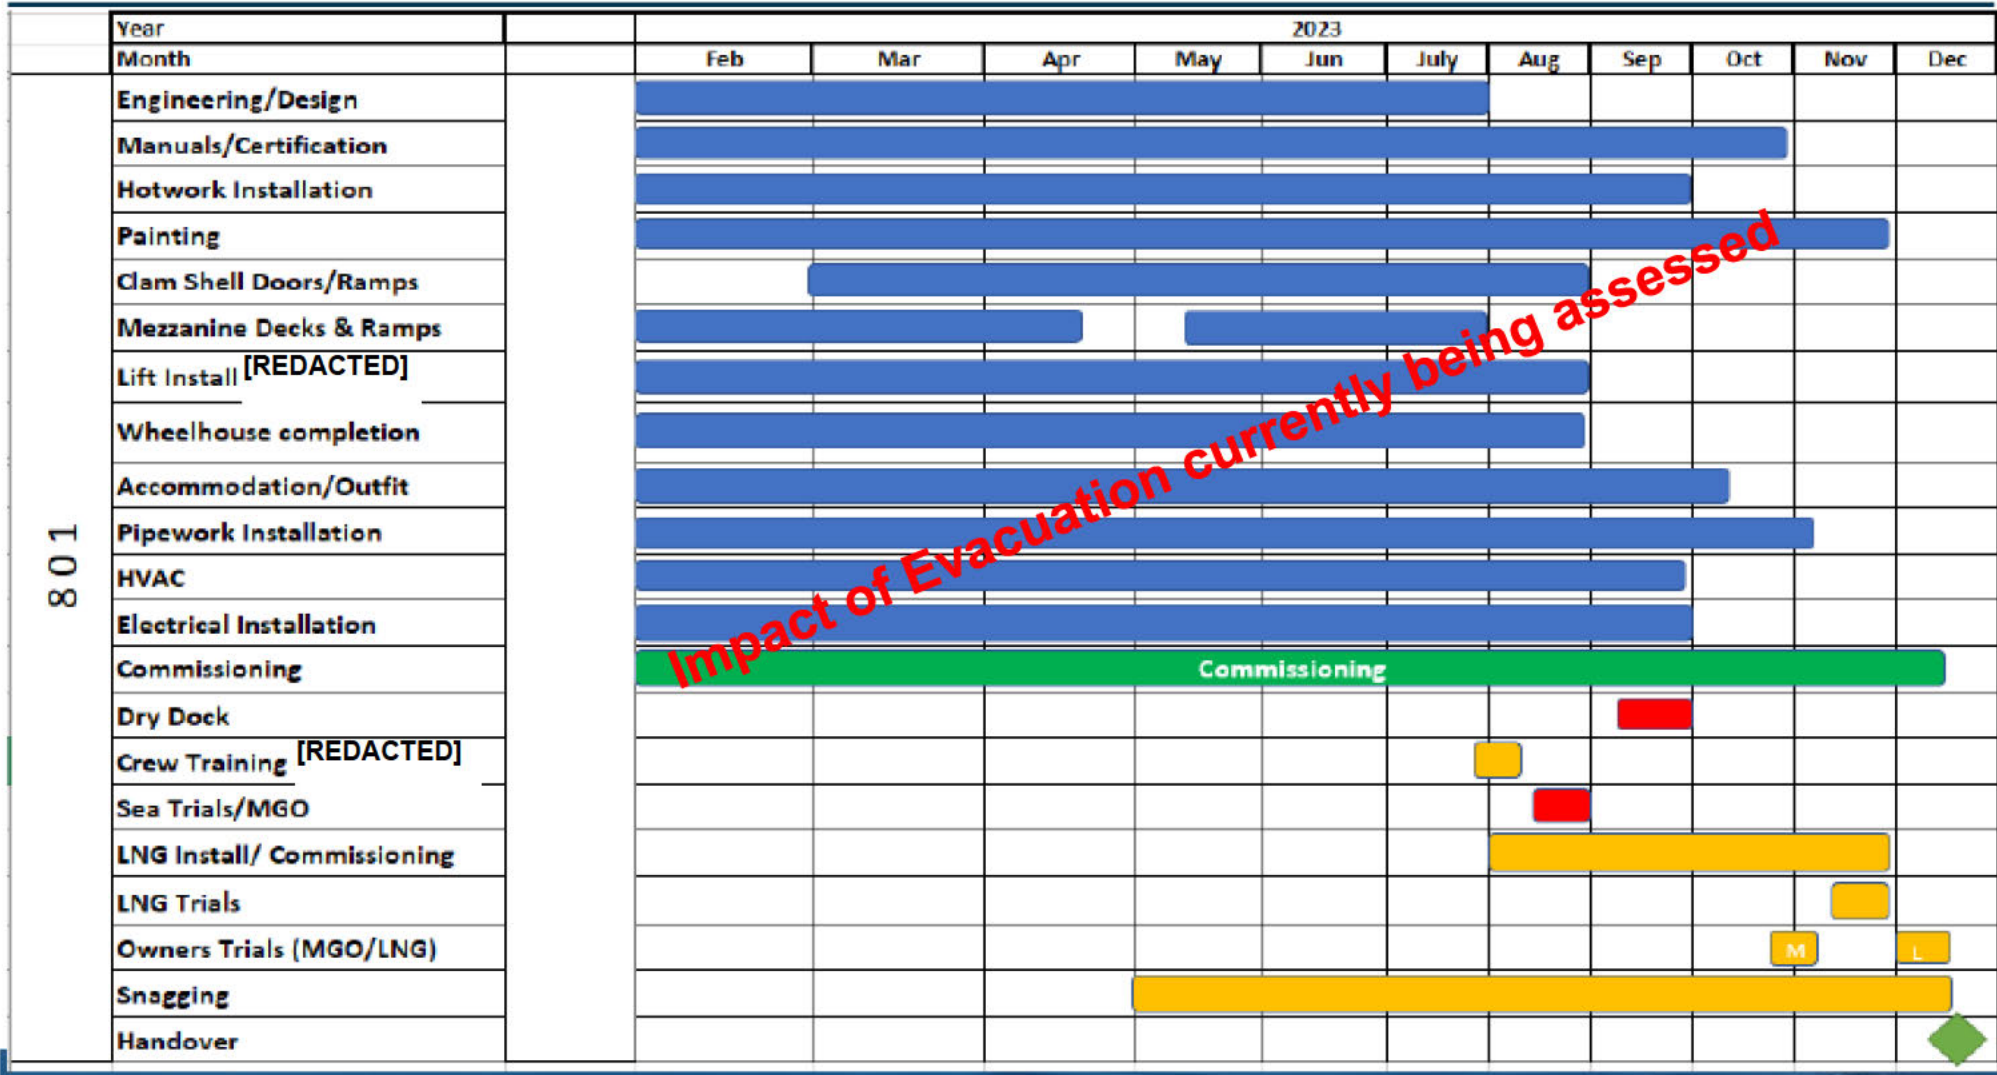 Year 2023
Month Feb Mar Apr May Jun July Aug Sep Oct Nov Dec
801
Engineering/Design
Manuals/Certification
Hotwork Installation
Painting
Clam Shell Doors/Ramps
Mezzanine Decks & Ramps
Lift Install [REDACTED]
Wheelhouse completion
Accommodation/Outfit
Pipework Installation
HVAC
Electrical Installation
Commissioning Commissioning
Dry Dock
Crew Training [REDACTED]
Sea Trials/MGO
LNG Install/ Commissioning
LNG Trials
Owners Trials (MGO/LNG) M L
Snagging
Handover
Impact of Evacuation currently being assessed